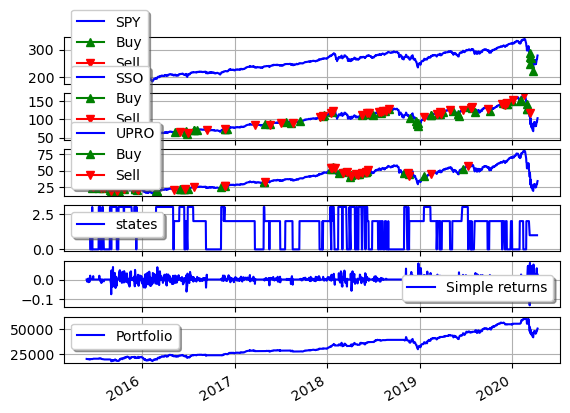 SPY
300
Buy
200
Sell
SSO
150
Buy
100
Sell
50
UPRO
75
Buy
50
Sell
25
2.5
states
0.0
0.0
Simple returns
−0.1
50000
Portfolio
25000
2016 2017 2018 2019 2020